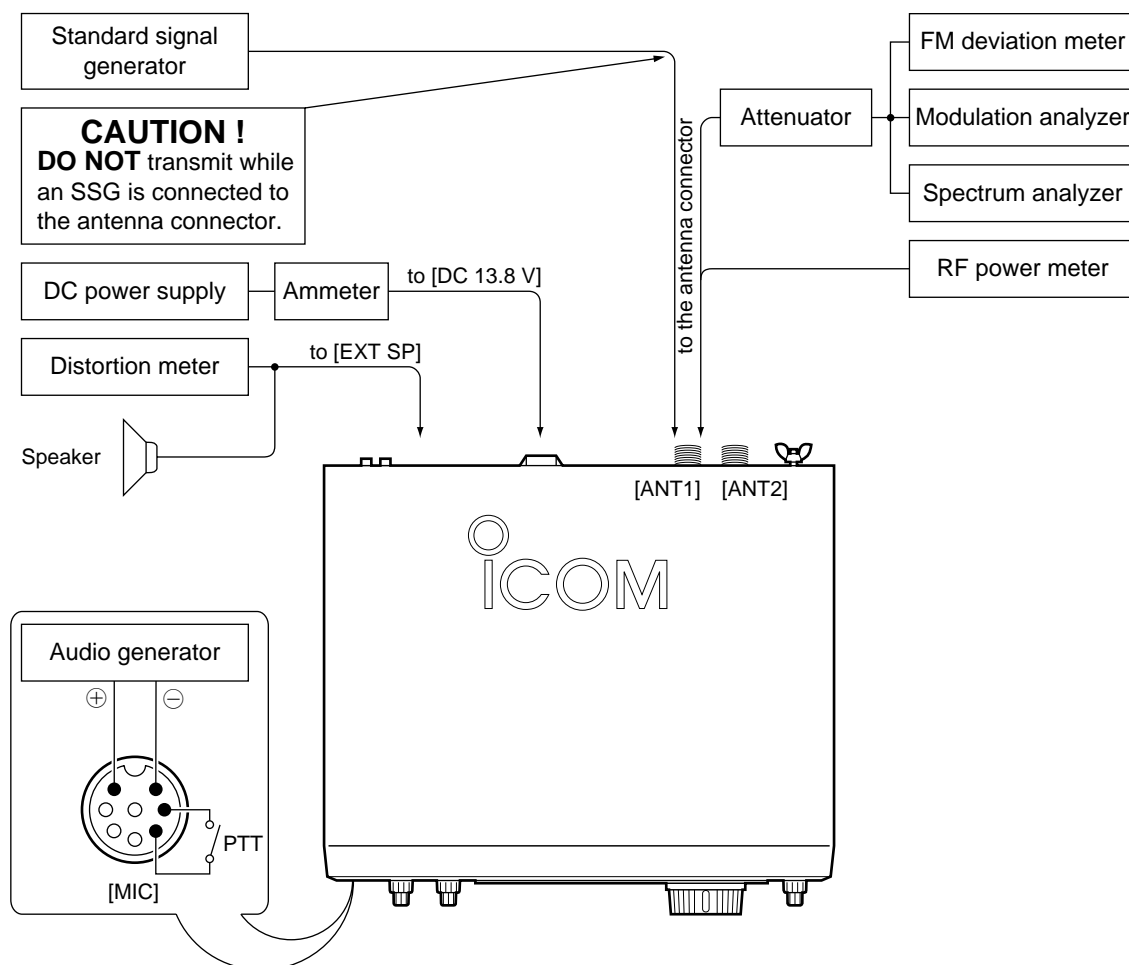 Standard signal
generator
CAUTION !
DO NOT transmit while
an SSG is connected to
the antenna connector.
DC power supply
Ammeter
to [DC 13.8 V]
Distortion meter
to [EXT SP]
Speaker
to the antenna connector
Attenuator
FM deviation meter
Modulation analyzer
Spectrum analyzer
RF power meter
[ANT1]
[ANT2]
ICOM
Audio generator
+
−
PTT
[MIC]